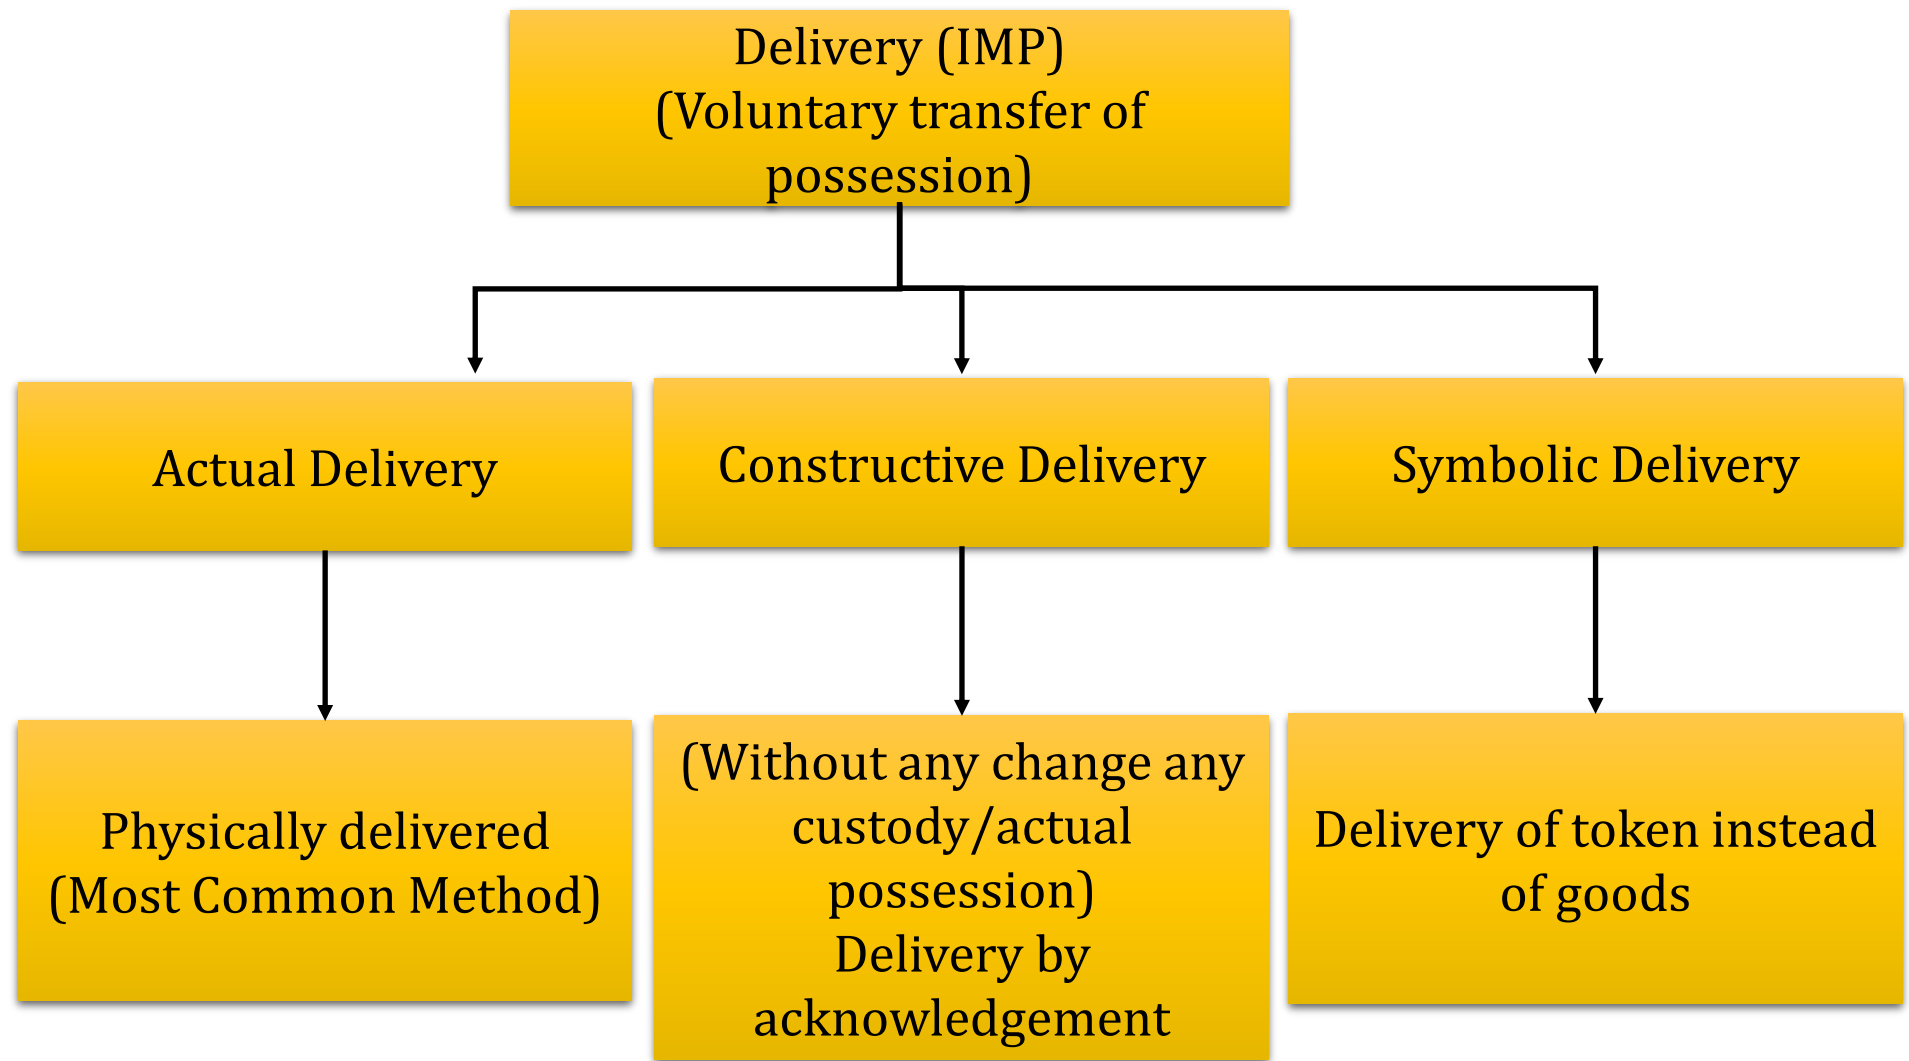 Delivery (IMP)
(Voluntary transfer of
possession)
Actual Delivery
Constructive Delivery
Symbolic Delivery
Physically delivered
(Most Common Method)
(Without any change any
custody/actual
possession)
Delivery by
acknowledgement
Delivery of token instead
of goods